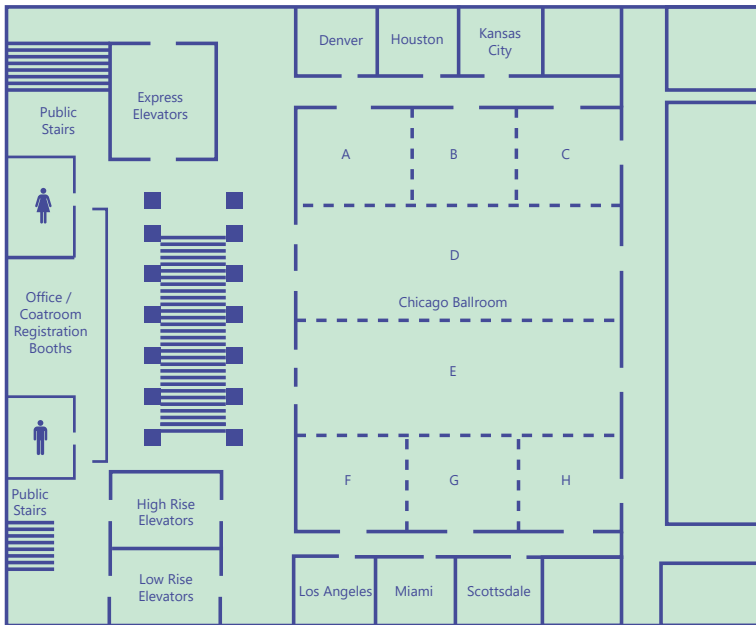 Denver
Houston
Kansas
City
Express
Elevators
Public
Stairs
A
B
C
D
Chicago Ballroom
Office /
Coatroom
Registration
Booths
E
F
G
H
Public
Stairs
High Rise
Elevators
Low Rise
Elevators
Los Angeles
Miami
Scottsdale